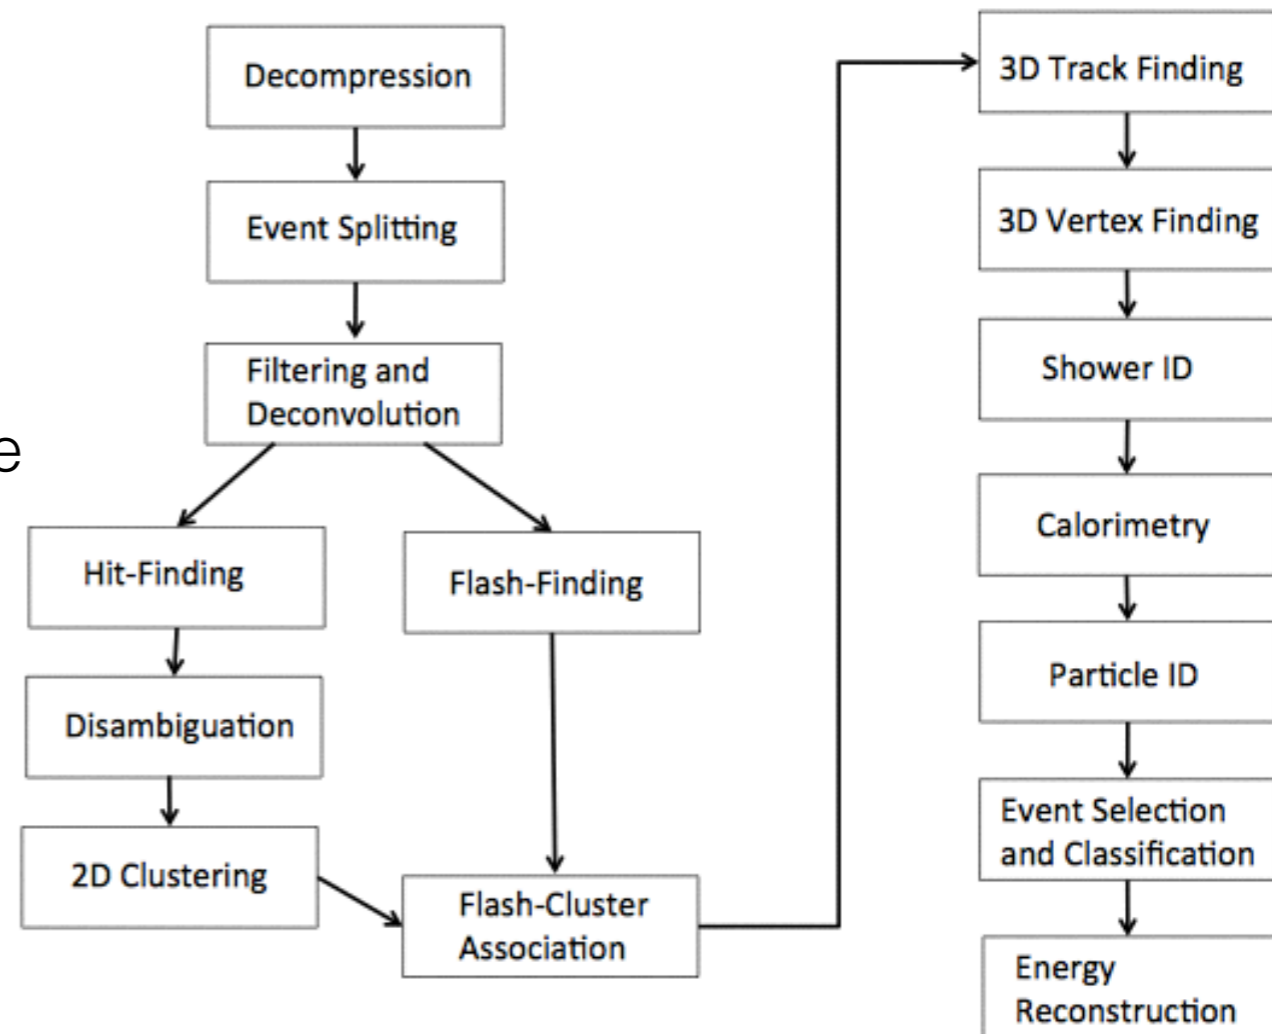 Decompression
Event Splitting
Filtering and
Deconvolution
e
Hit-Finding
Flash-Finding
Disambiguation
2D Clustering
Flash-Cluster
Association
3D Track Finding
3D Vertex Finding
Shower ID
Calorimetry
Particle ID
Event Selection
and Classification
Energy
Reconstruction